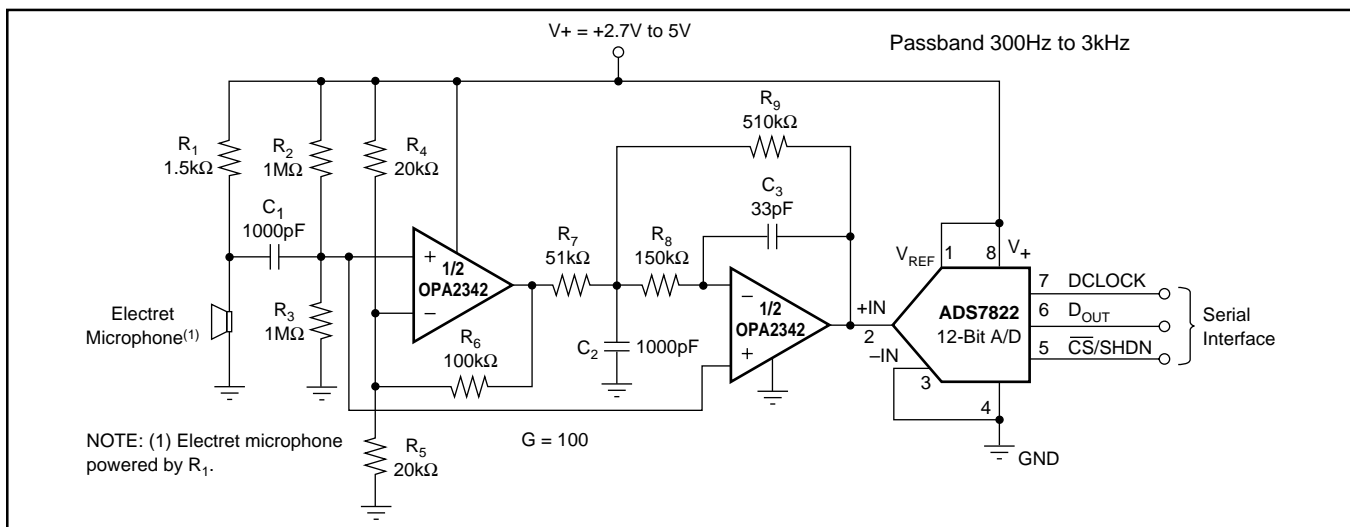 V+ = +2.7V to 5V
Passband 300Hz to 3kHz
R9
510kΩ
R1
1.5kΩ
R2
1MΩ
R4
20kΩ
C3
33pF
C1
1000pF
R7
51kΩ
R8
150kΩ
VREF
1
8
V+
+
1/2
OPA2342
–
–
1/2
OPA2342
+
7 DCLOCK
ADS7822
12-Bit A/D
6 DOUT
5 CS/SHDN
Serial
Interface
+IN
2
–IN
3
4
Electret
Microphone(1)
R3
1MΩ
R6
100kΩ
C2
1000pF
G = 100
R5
20kΩ
GND
NOTE: (1) Electret microphone
powered by R1.